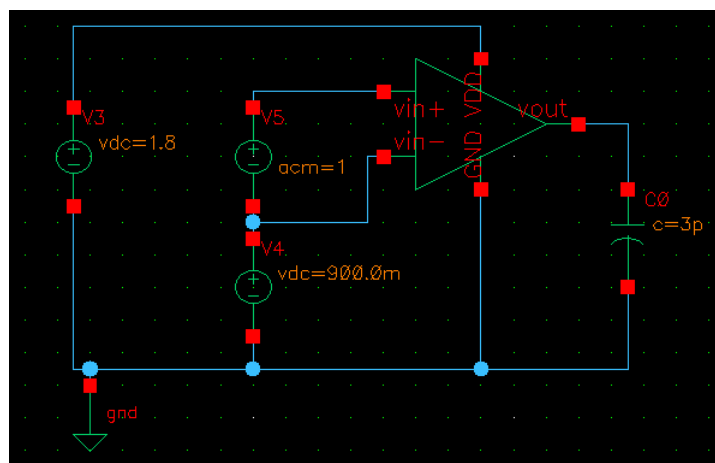 V3
vdc=1.8
V5
acm=1
V4
vdc=900.0m
vin+
vin-
VDD
GND
vout
C0
c=3p
gnd